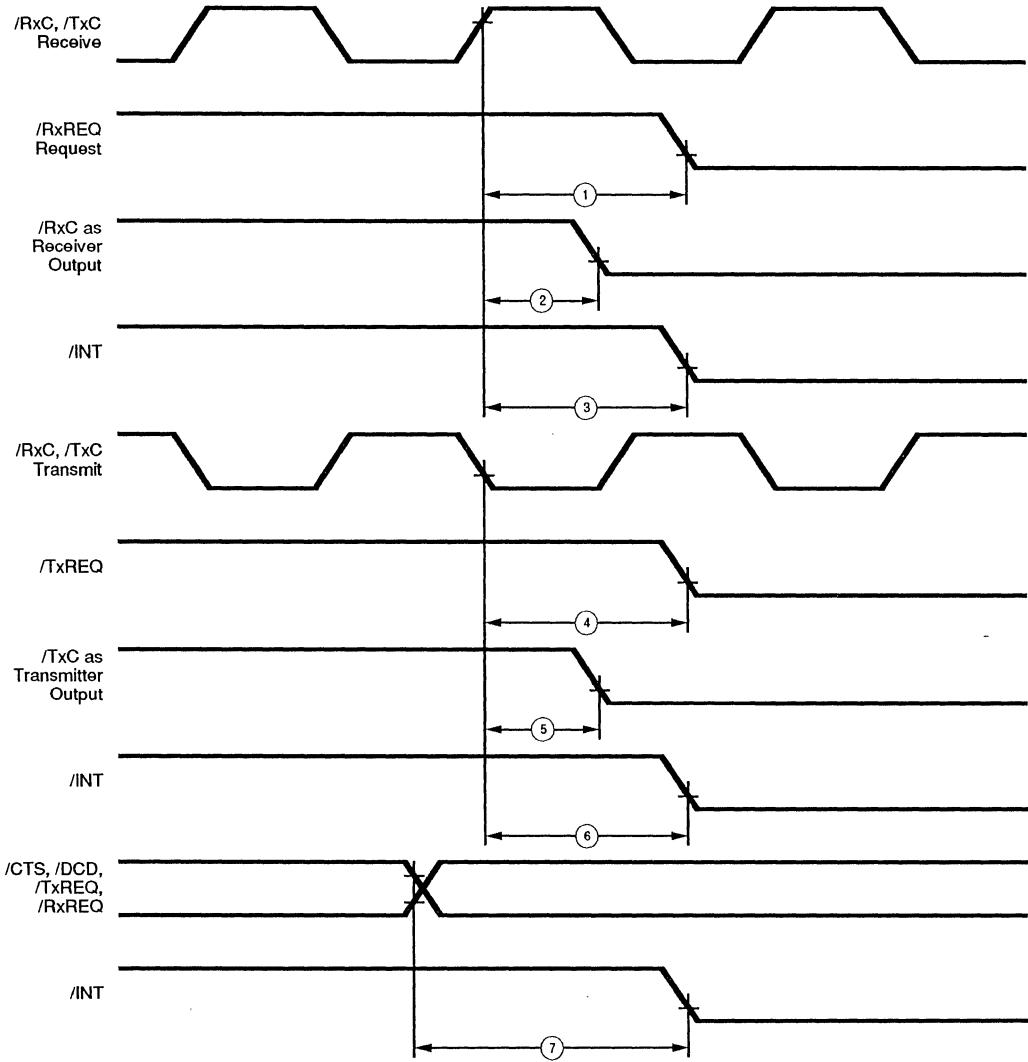 /RxC, /TxC
Receive
/RxREQ
Request
1
/RxC as
Receiver
Output
2
/INT
3
/RxC, /TxC
Transmit
/TxREQ
4
/TxC as
Transmitter
Output
5
/INT
6
/CTS, /DCD,
/TxREQ,
/RxREQ
/INT
7